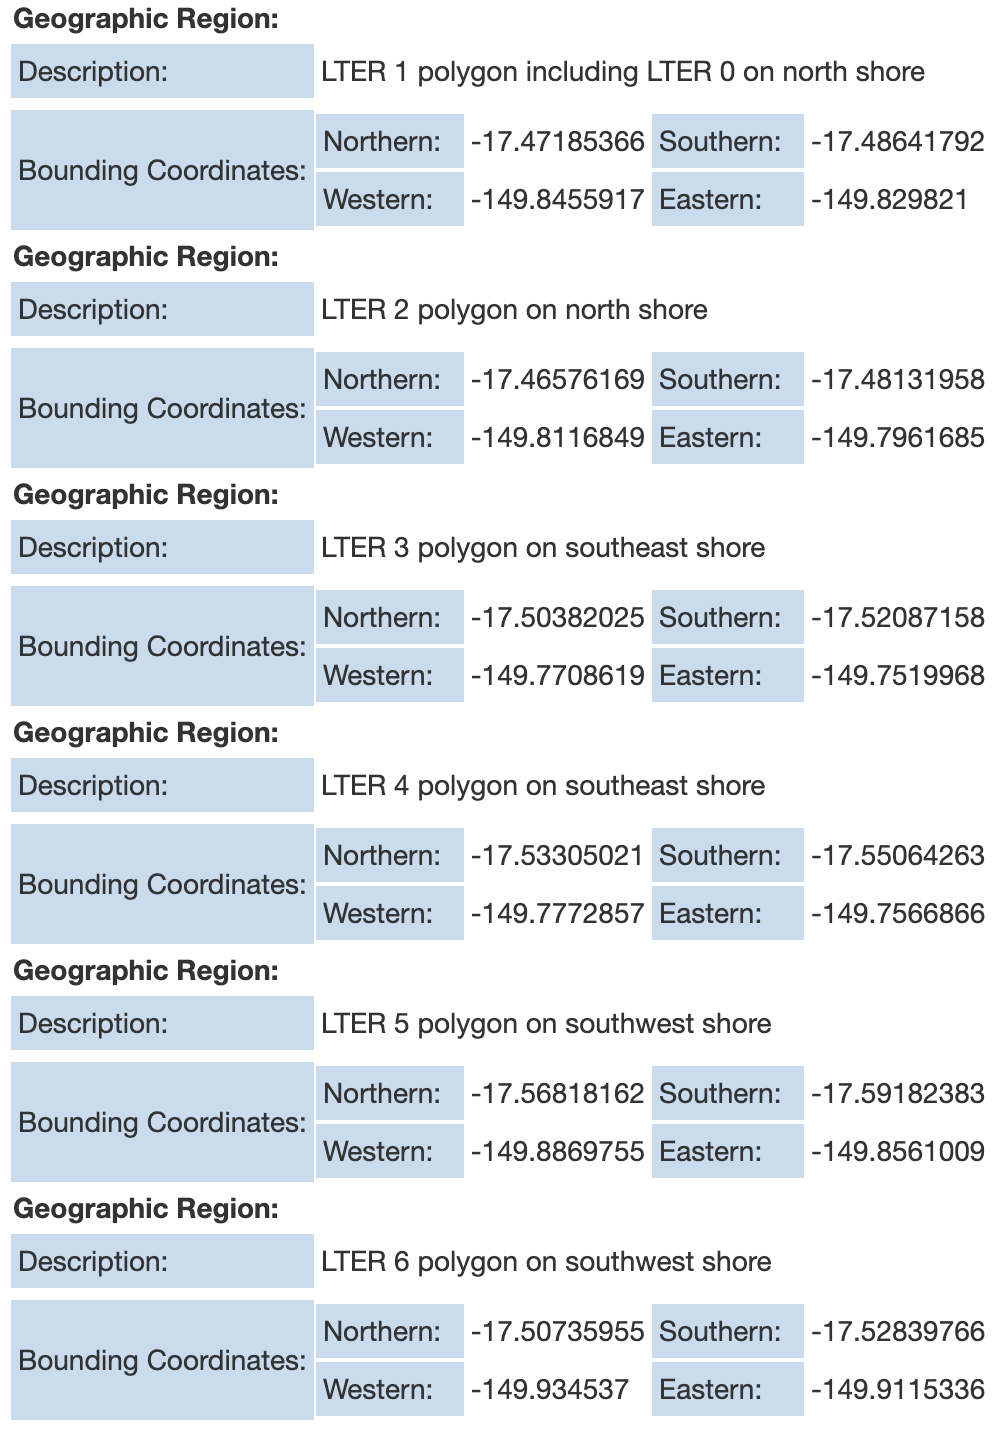 Geographic Region:
Description: LTER 1 polygon including LTER 0 on north shore
Bounding Coordinates:
Northern: -17.47185366 Southern: -17.48641792
Western: -149.8455917 Eastern: -149.829821
Geographic Region:
Description: LTER 2 polygon on north shore
Bounding Coordinates:
Northern: -17.46576169 Southern: -17.48131958
Western: -149.8116849 Eastern: -149.7961685
Geographic Region:
Description: LTER 3 polygon on southeast shore
Bounding Coordinates:
Northern: -17.50382025 Southern: -17.52087158
Western: -149.7708619 Eastern: -149.7519968
Geographic Region:
Description: LTER 4 polygon on southeast shore
Bounding Coordinates:
Northern: -17.53305021 Southern: -17.55064263
Western: -149.7772857 Eastern: -149.7566866
Geographic Region:
Description: LTER 5 polygon on southwest shore
Bounding Coordinates:
Northern: -17.56818162 Southern: -17.59182383
Western: -149.8869755 Eastern: -149.8561009
Geographic Region:
Description: LTER 6 polygon on southwest shore
Bounding Coordinates:
Northern: -17.50735955 Southern: -17.52839766
Western: -149.934537 Eastern: -149.9115336